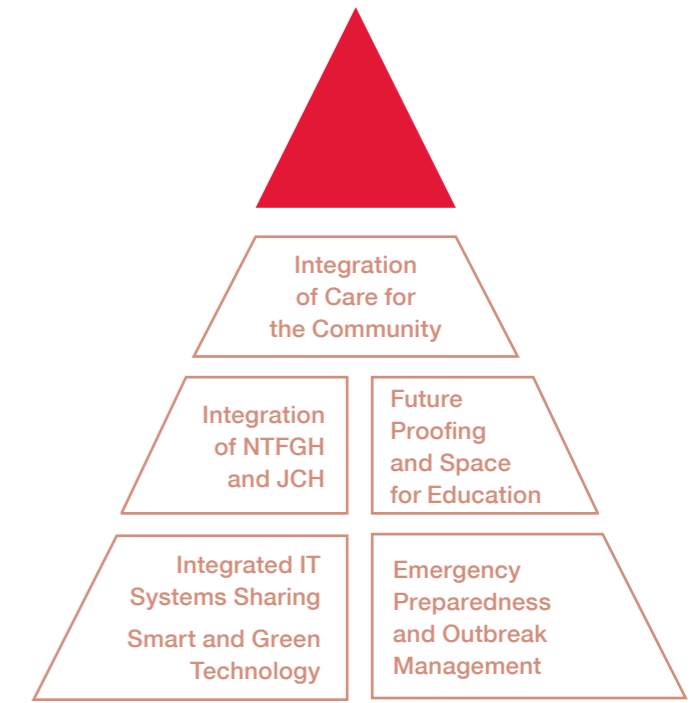 Integration
of Care for
the Community
Integration
of NTFGH
and JCH
Future
Proofing
and Space
for Education
Integrated IT
Systems Sharing
Smart and Green
Technology
Emergency
Preparedness
and Outbreak
Management